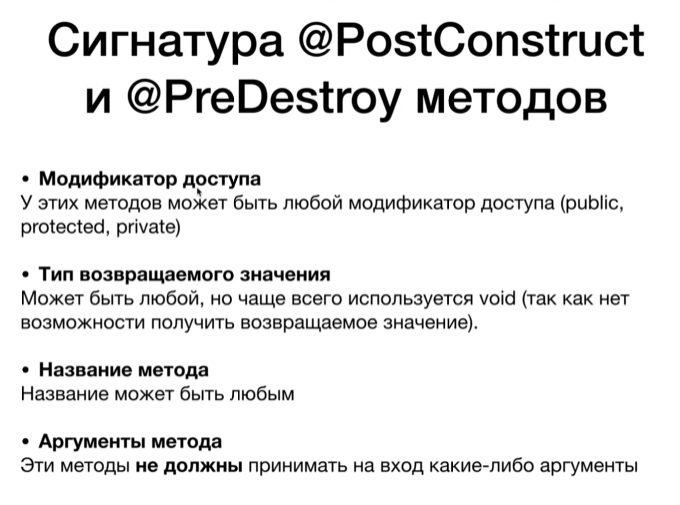 Сигнатура @PostConstruct
и @PreDestroy методов
• Модификатор доступа
У этих методов может быть любой модификатор доступа (public,
protected, private)
• Тип возвращаемого значения
Может быть любой, но чаще всего используется void (так как нет
возможности получить возвращаемое значение).
• Название метода
Название может быть любым
• Аргументы метода
Эти методы не должны принимать на вход какие-либо аргументы